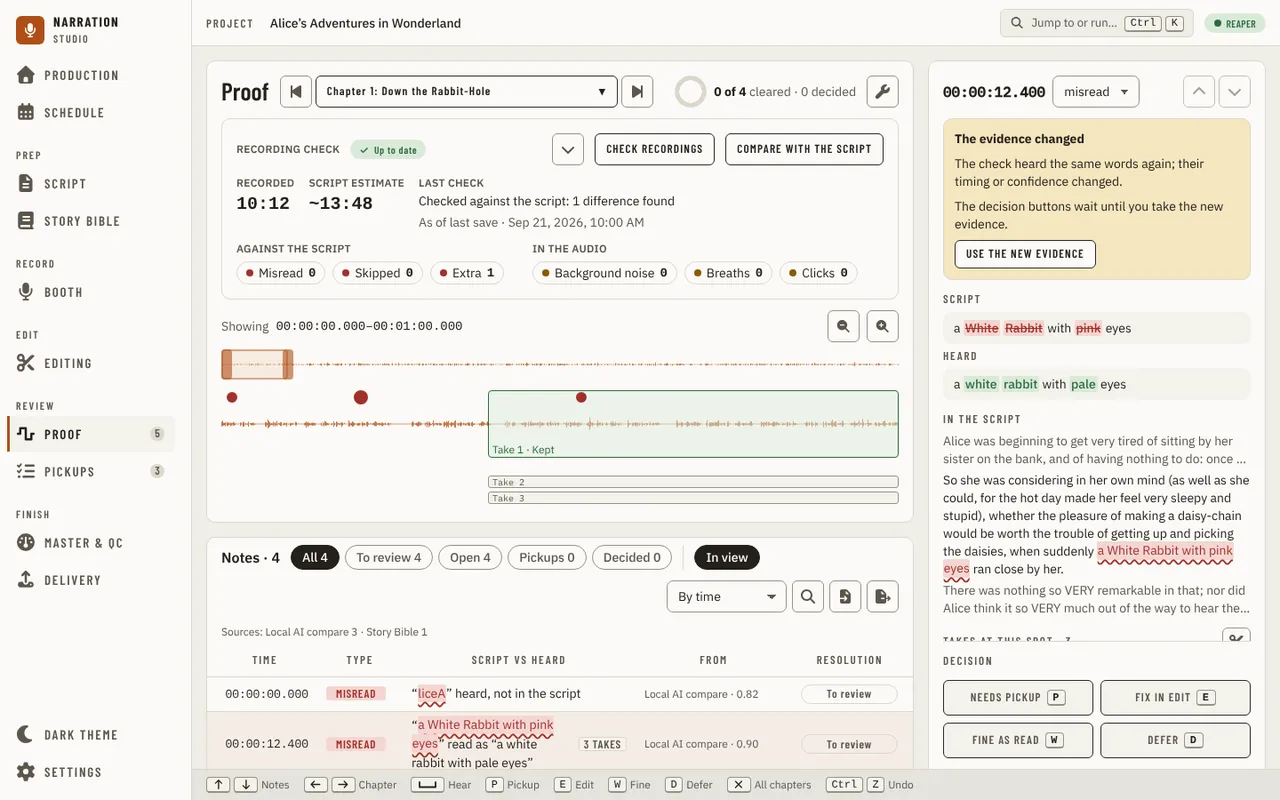 NARRATION
STUDIO
PRODUCTION
SCHEDULE
PREP
SCRIPT
STORY BIBLE
RECORD
BOOTH
EDIT
EDITING
REVIEW
PROOF 5
PICKUPS 3
FINISH
MASTER & QC
DELIVERY
DARK THEME
SETTINGS
PROJECT Alice's Adventures in Wonderland
Jump to or run... Ctrl K
REAPER
Proof Chapter 1: Down the Rabbit-Hole 0 of 4 cleared · 0 decided
RECORDING CHECK Up to date CHECK RECORDINGS COMPARE WITH THE SCRIPT
RECORDED SCRIPT ESTIMATE LAST CHECK
10:12 ~13:48 Checked against the script: 1 difference found
As of last save · Sep 21, 2026, 10:00 AM
AGAINST THE SCRIPT IN THE AUDIO
Misread 0 Skipped 0 Extra 1 Background noise 0 Breaths 0 Clicks 0
Showing 00:00:00.000–00:01:00.000
Take 1 · Kept
Take 2
Take 3
Notes · 4 All 4 To review 4 Open 4 Pickups 0 Decided 0 In view
By time
Sources: Local AI compare 3 · Story Bible 1
TIME TYPE SCRIPT VS HEARD FROM RESOLUTION
00:00:00.000 MISREAD “liceA” heard, not in the script Local AI compare · 0.82 To review
“a White Rabbit with pink
00:00:12.400 MISREAD eyes” read as “a white 3 TAKES Local AI compare · 0.90 To review
rabbit with pale eyes”
00:00:12.400 misread
The evidence changed
The check heard the same words again; their
timing or confidence changed.
The decision buttons wait until you take the new
evidence.
USE THE NEW EVIDENCE
SCRIPT
a White Rabbit with pink eyes
HEARD
a white rabbit with pale eyes
IN THE SCRIPT
Alice was beginning to get very tired of sitting by her
sister on the bank, and of having nothing to do: once ...
So she was considering in her own mind (as well as she
could, for the hot day made her feel very sleepy and
stupid), whether the pleasure of making a daisy-chain
would be worth the trouble of getting up and picking
the daisies, when suddenly a White Rabbit with pink
eyes ran close by her.
There was nothing so VERY remarkable in that; nor did
Alice think it so VERY much out of the way to hear the...
TAKES AT THIS SPOT · 3
DECISION
NEEDS PICKUP P FIX IN EDIT E
FINE AS READ W DEFER D
↑ ↓ Notes ← → Chapter Hear P Pickup E Edit W Fine D Defer X All chapters Ctrl Z Undo